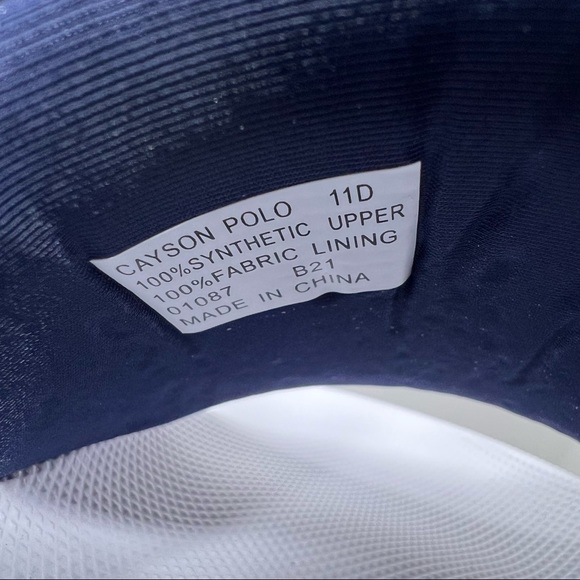 CAYSON POLO 11D
100%SYNTHETIC UPPER
100%FABRIC LINING
01087 B21
MADE IN CHINA